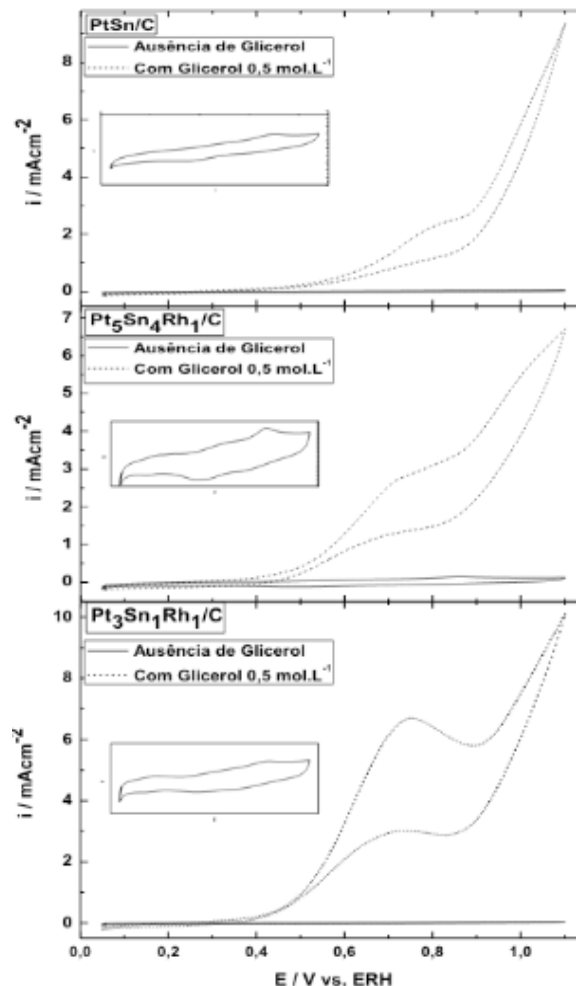 PtSn/C
Ausência de Glicerol
Com Glicerol 0,5 mol.L⁻¹
i / mAcm⁻²
8
6
4
2
0
Pt₅Sn₄Rh₁/C
Ausência de Glicerol
Com Glicerol 0,5 mol.L⁻¹
i / mAcm⁻²
7
6
5
4
3
2
1
0
Pt₃Sn₁Rh₁/C
Ausência de Glicerol
Com Glicerol 0,5 mol.L⁻¹
i / mAcm⁻²
10
8
6
4
2
0
0,0 0,2 0,4 0,6 0,8 1,0
E / V vs. ERH